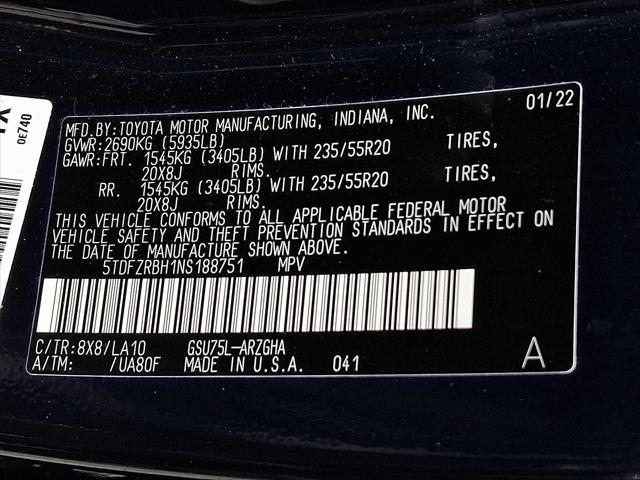 01/22
MFD.BY:TOYOTA MOTOR MANUFACTURING, INDIANA, INC.
GVWR:2690KG (5935LB)
GAWR:FRT. 1545KG (3405LB) WITH 235/55R20 TIRES,
20X8J RIMS.
RR. 1545KG (3405LB) WITH 235/55R20 TIRES,
20X8J RIMS.
THIS VEHICLE CONFORMS TO ALL APPLICABLE FEDERAL MOTOR
VEHICLE SAFETY AND THEFT PREVENTION STANDARDS IN EFFECT ON
THE DATE OF MANUFACTURE SHOWN ABOVE.
5TDFZRBH1NS188751 MPV
C/TR:8X8/LA10 GSU75L-ARZGHA
A/TM: /UA80F MADE IN U.S.A. 041
A
0E740